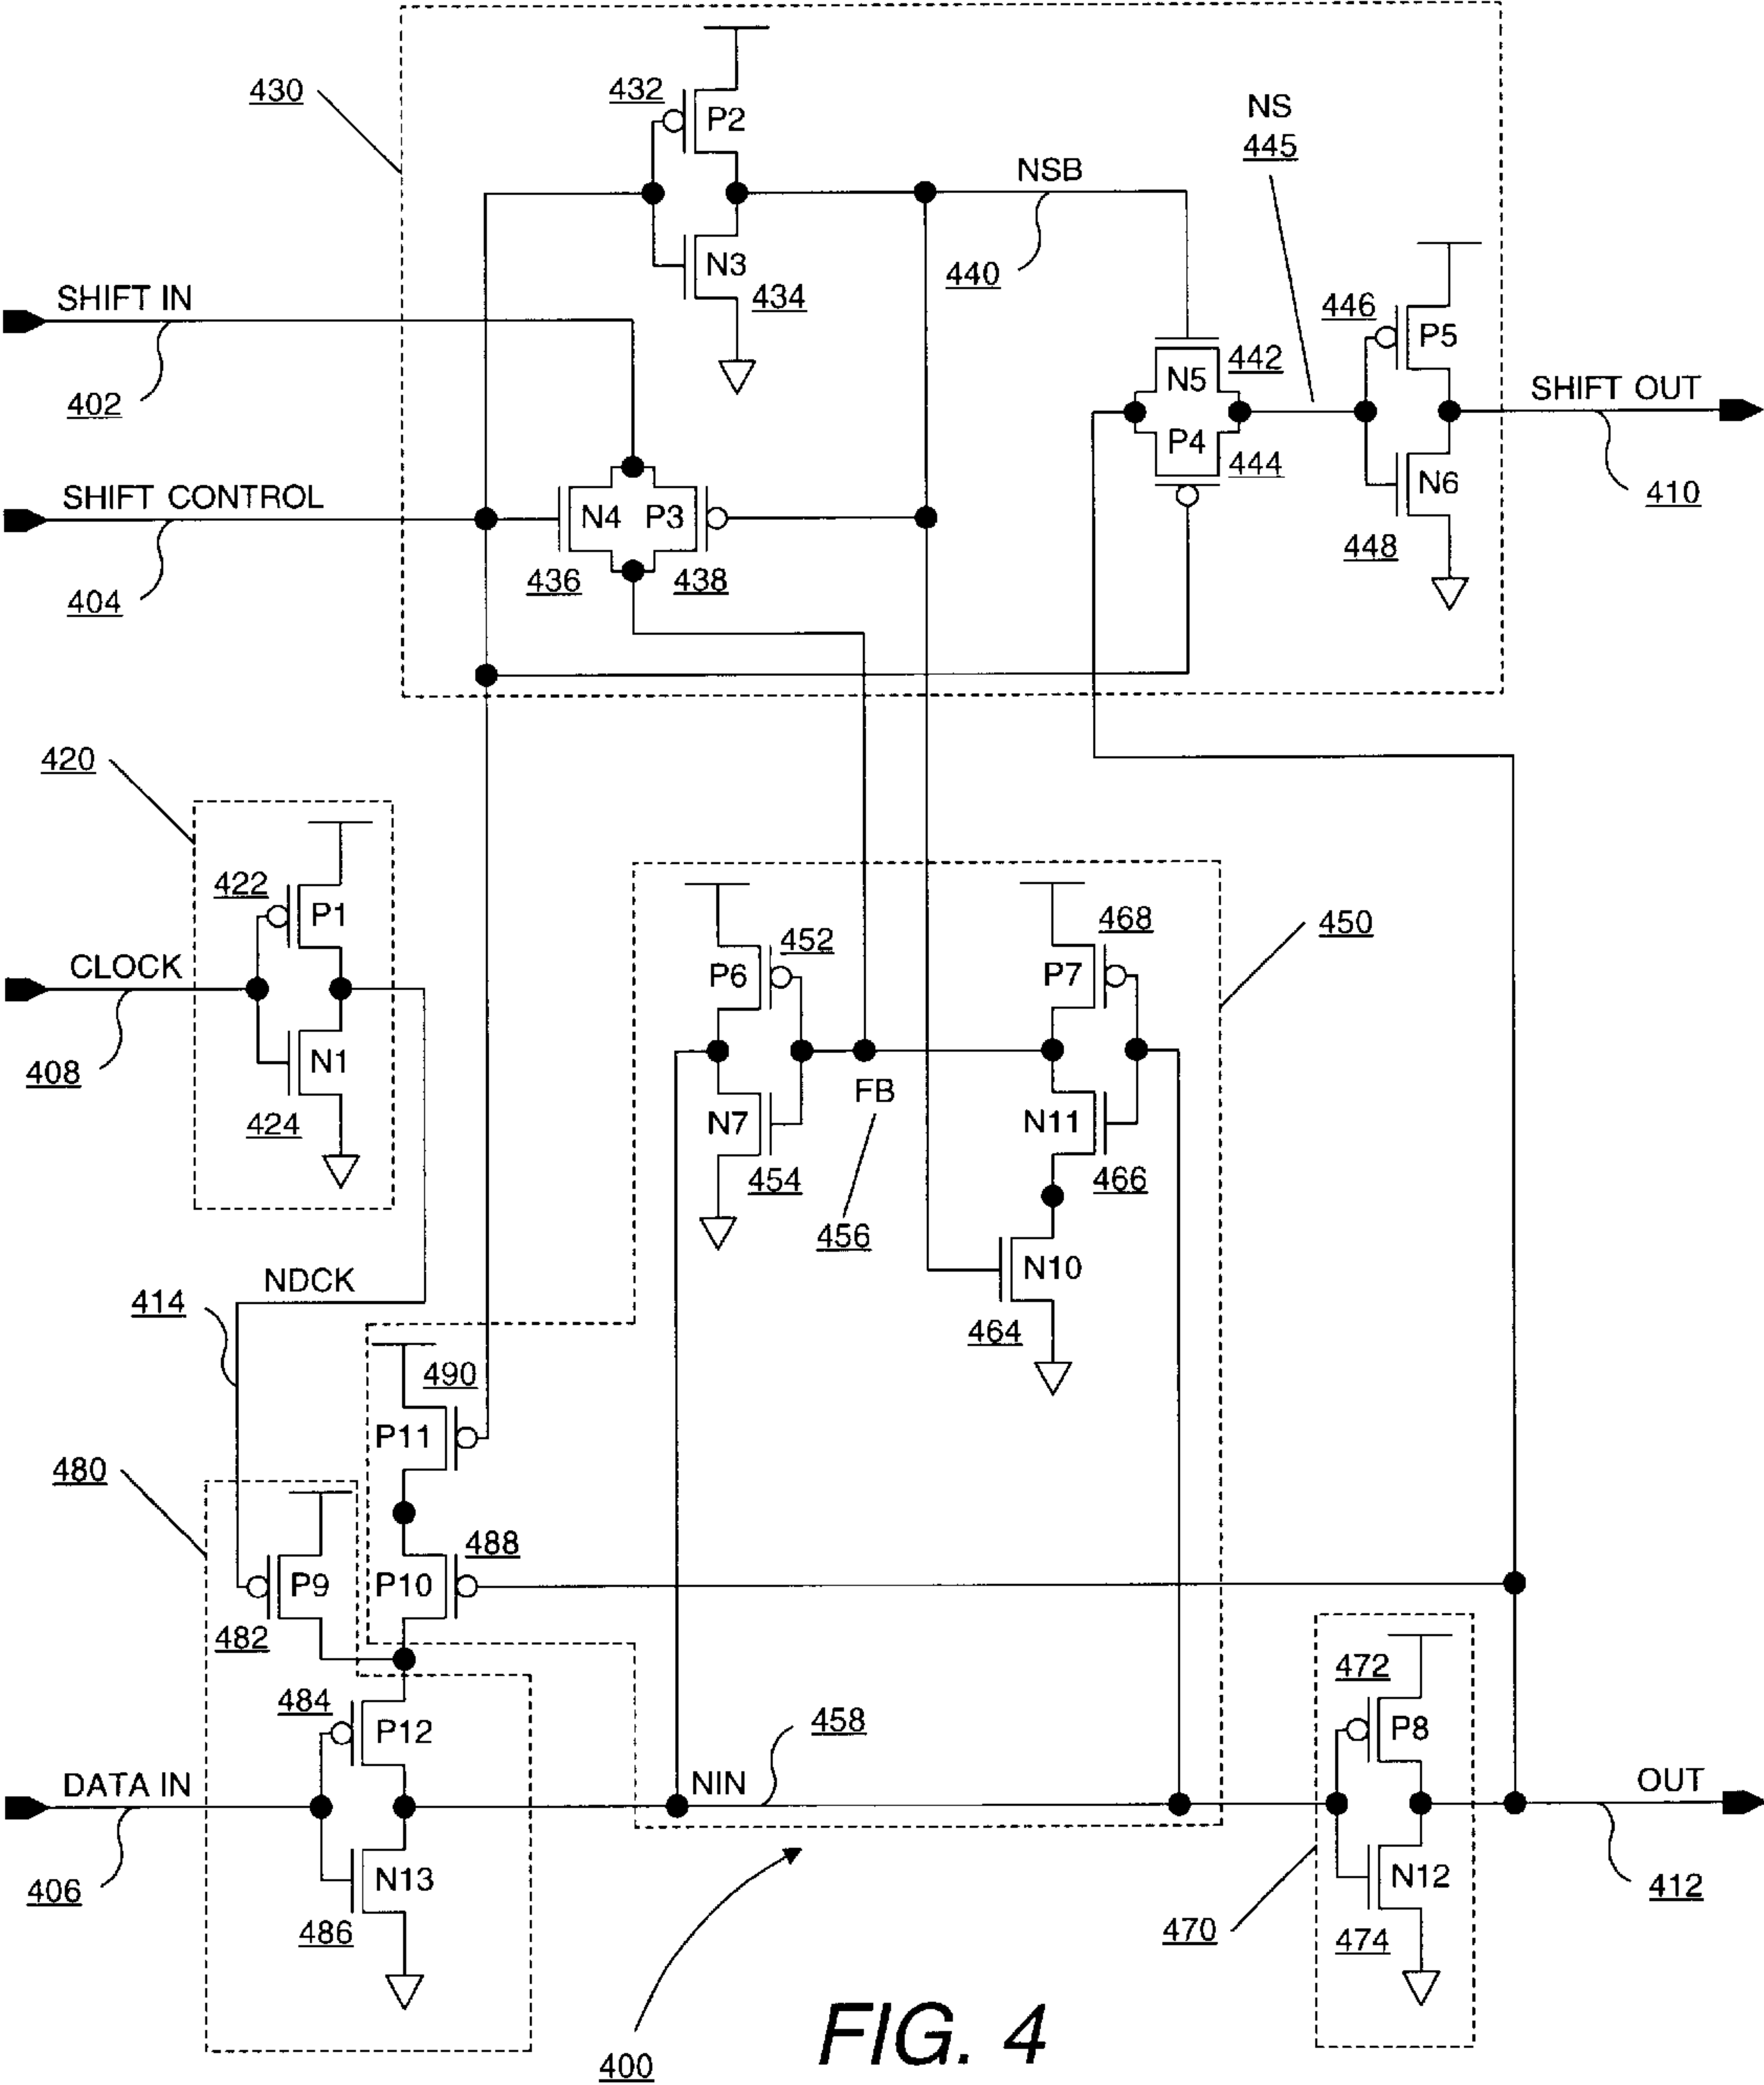 430
432
P2
NS
445
NSB
N3
434
440
SHIFT IN
402
446
P5
442
N5
SHIFT OUT
P4
444
N6
410
SHIFT CONTROL
404
N4
P3
436
438
448
420
422
P1
CLOCK
408
N1
424
452
P6
468
P7
450
FB
N7
454
N11
466
456
N10
464
NDCK
414
490
P11
480
488
P9
P10
482
472
P8
484
P12
458
DATA IN
NIN
OUT
406
N13
486
N12
412
470
474
400
FIG. 4